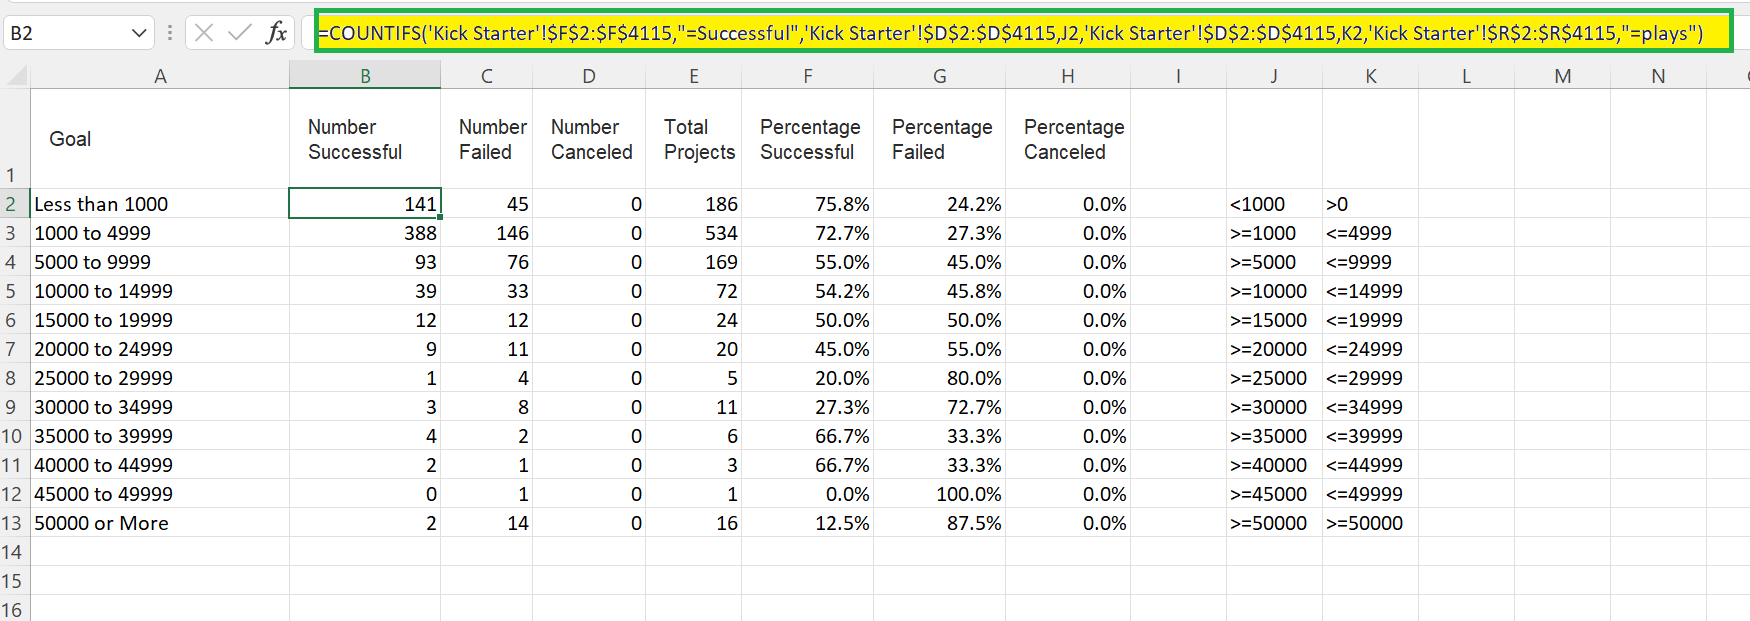 B2 fx =COUNTIFS('Kick Starter'!$F$2:$F$4115,"=Successful",'Kick Starter'!$D$2:$D$4115,J2,'Kick Starter'!$D$2:$D$4115,K2,'Kick Starter'!$R$2:$R$4115,"=plays")
A B C D E F G H I J K L M N
1 Goal Number Successful Number Failed Number Canceled Total Projects Percentage Successful Percentage Failed Percentage Canceled
2 Less than 1000 141 45 0 186 75.8% 24.2% 0.0% <1000 >0
3 1000 to 4999 388 146 0 534 72.7% 27.3% 0.0% >=1000 <=4999
4 5000 to 9999 93 76 0 169 55.0% 45.0% 0.0% >=5000 <=9999
5 10000 to 14999 39 33 0 72 54.2% 45.8% 0.0% >=10000 <=14999
6 15000 to 19999 12 12 0 24 50.0% 50.0% 0.0% >=15000 <=19999
7 20000 to 24999 9 11 0 20 45.0% 55.0% 0.0% >=20000 <=24999
8 25000 to 29999 1 4 0 5 20.0% 80.0% 0.0% >=25000 <=29999
9 30000 to 34999 3 8 0 11 27.3% 72.7% 0.0% >=30000 <=34999
10 35000 to 39999 4 2 0 6 66.7% 33.3% 0.0% >=35000 <=39999
11 40000 to 44999 2 1 0 3 66.7% 33.3% 0.0% >=40000 <=44999
12 45000 to 49999 0 1 0 1 0.0% 100.0% 0.0% >=45000 <=49999
13 50000 or More 2 14 0 16 12.5% 87.5% 0.0% >=50000 >=50000
14
15
16